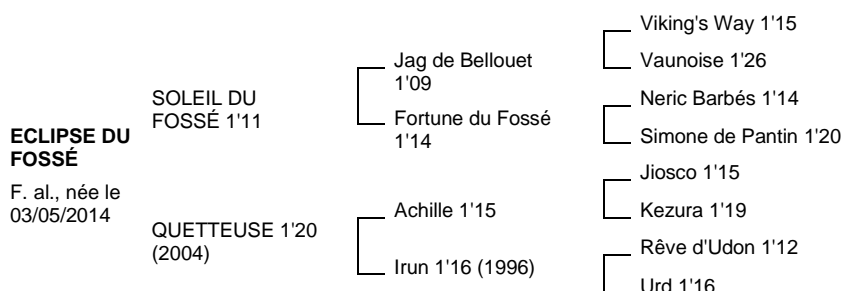 ECLIPSE DU
FOSSÉ
F. al., née le
03/05/2014
SOLEIL DU
FOSSÉ 1'11
QUETTEUSE 1'20
(2004)
Jag de Bellouet
1'09
Fortune du Fossé
1'14
Achille 1'15
Irun 1'16 (1996)
Viking's Way 1'15
Vaunoise 1'26
Neric Barbés 1'14
Simone de Pantin 1'20
Jiosco 1'15
Kezura 1'19
Rêve d'Udon 1'12
Urd 1'16